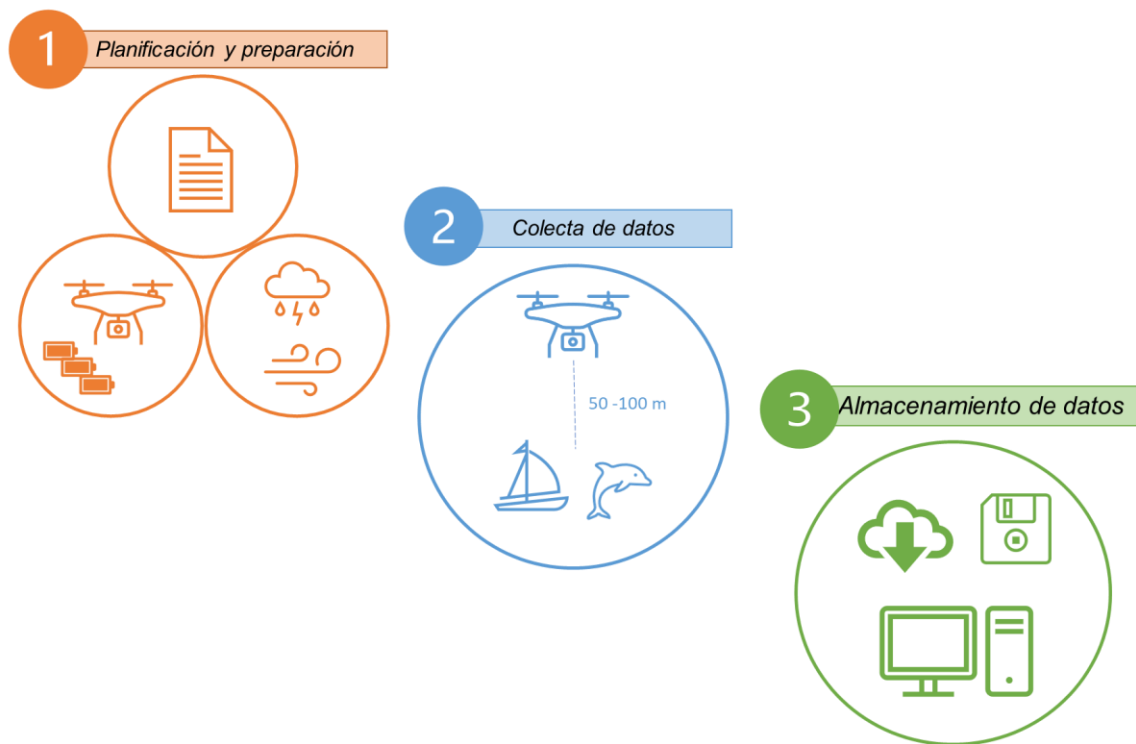 1
Planificación y preparación
2
Colecta de datos
50 -100 m
3
Almacenamiento de datos